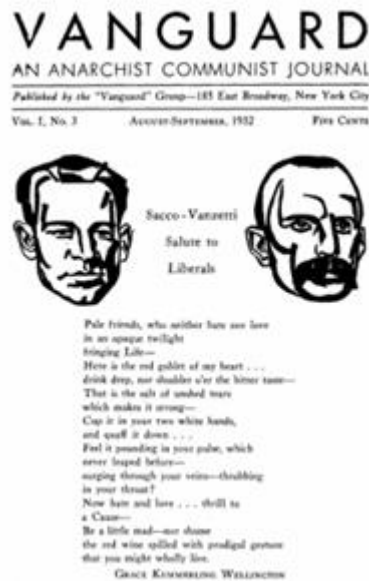 VANGUARD
AN ANARCHIST COMMUNIST JOURNAL
Published by the "Vanguard" Group—185 East Broadway, New York City
Vol. I, No. 3 August-September, 1932 Five Cents
Sacco-Vanzetti
Salute to
Liberals
Pale friends, who neither hate nor love
in an opaque twilight
fringing Life—
Here is the red goblet of my heart . . .
drink deep, nor shudder o'er the bitter taste—
That is the salt of unshed tears
which makes it strong—
Cup it in your two white hands,
and quaff it down . . .
Feel it pounding in your pulse, which
never leaped before—
surging through your veins—throbbing
in your throat?
Now hate and love . . . thrill to
a Cause—
Be a little mad—nor shame
the red wine spilled with prodigal gesture
that you might wholly live.
Grace Kummerling Wellington